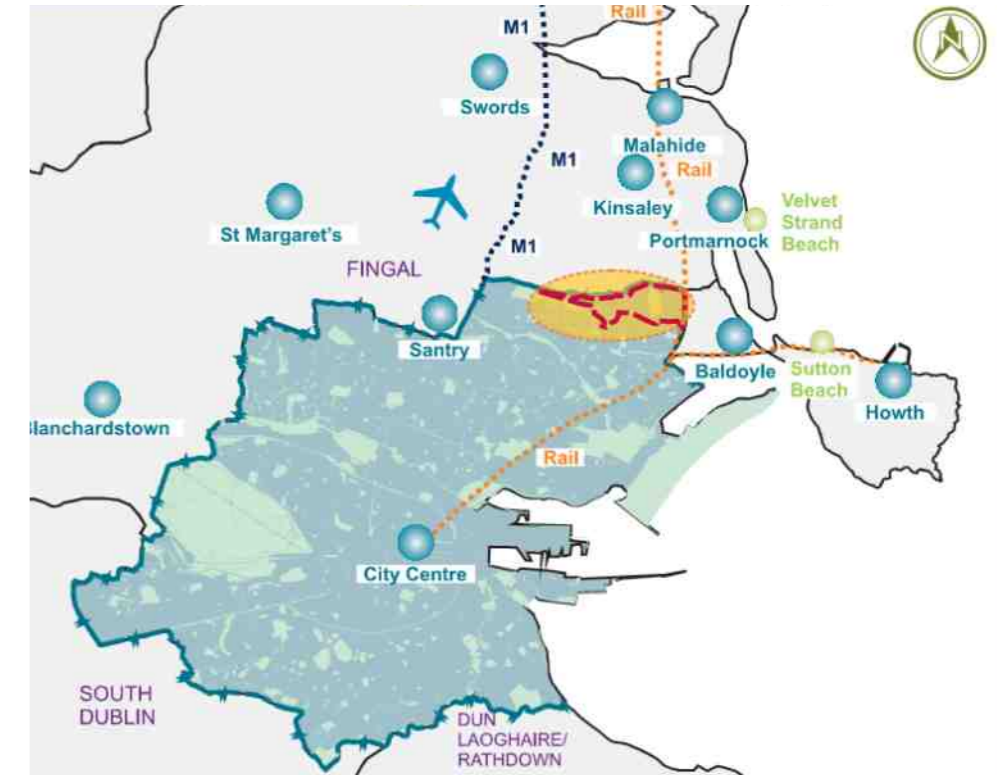 Rail
M1
Swords
Malahide
M1
Rail
Kinsaley
Velvet
Strand
Beach
St Margaret's
Portmarnock
M1
FINGAL
Santry
Baldoyle
Sutton
Beach
Howth
Blanchardstown
Rail
City Centre
SOUTH
DUBLIN
DUN
LAOGHAIRE/
RATHDOWN
N